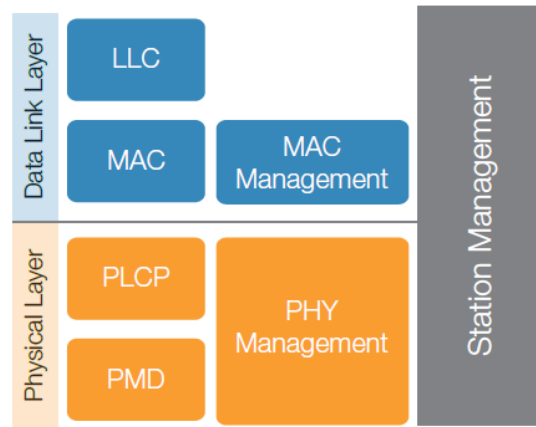 Data Link Layer
LLC
MAC
MAC
Management
Physical Layer
PLCP
PMD
PHY
Management
Station Management